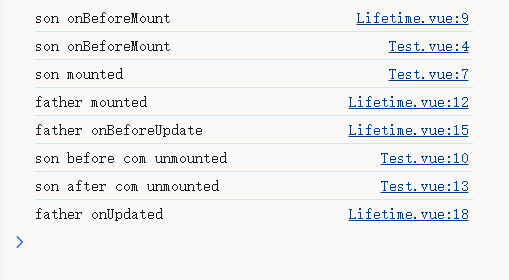 son onBeforeMount Lifetime.vue:9
son onBeforeMount Test.vue:4
son mounted Test.vue:7
father mounted Lifetime.vue:12
father onBeforeUpdate Lifetime.vue:15
son before com unmounted Test.vue:10
son after com unmounted Test.vue:13
father onUpdated Lifetime.vue:18